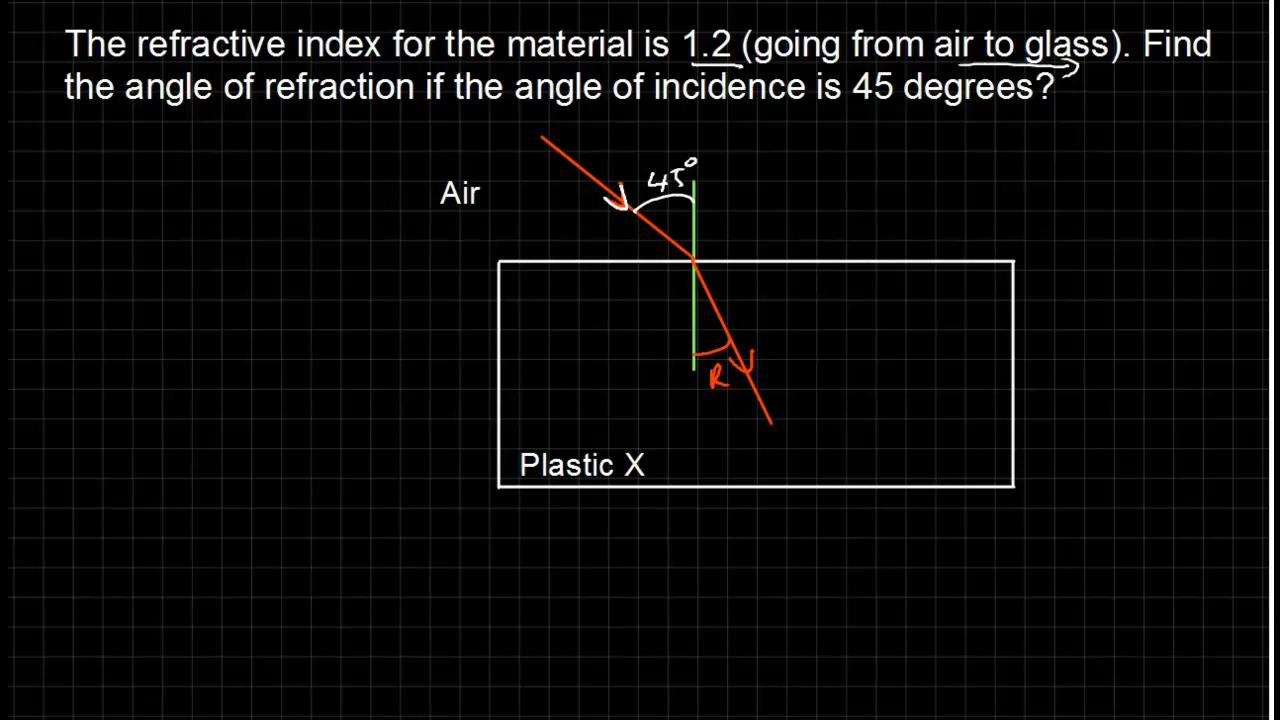 The refractive index for the material is 1.2 (going from air to glass). Find
the angle of refraction if the angle of incidence is 45 degrees?
45°
Air
R
Plastic X